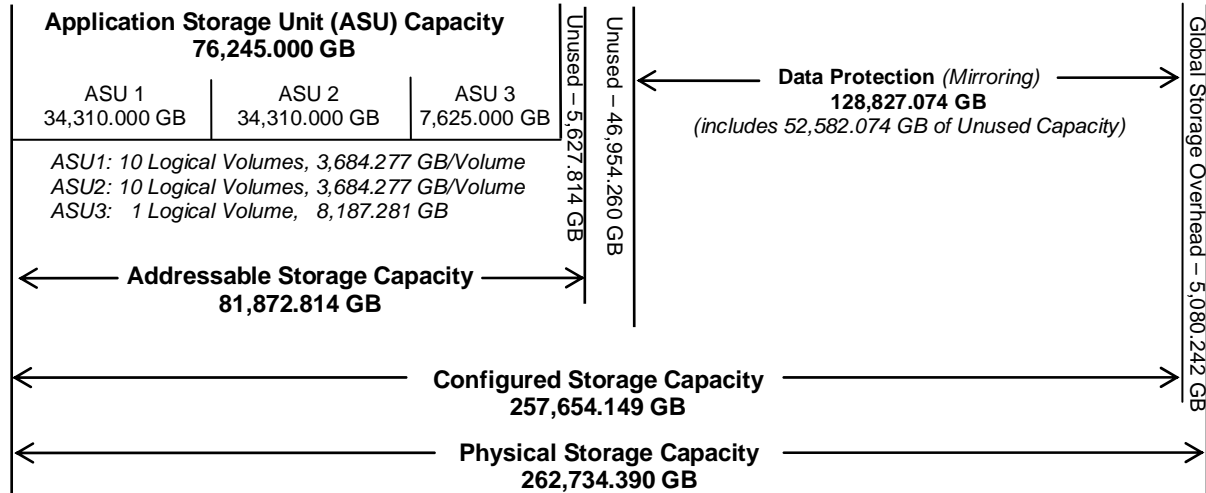 Application Storage Unit (ASU) Capacity
76,245.000 GB
ASU 1
34,310.000 GB
ASU 2
34,310.000 GB
ASU 3
7,625.000 GB
ASU1: 10 Logical Volumes, 3,684.277 GB/Volume
ASU2: 10 Logical Volumes, 3,684.277 GB/Volume
ASU3: 1 Logical Volume, 8,187.281 GB
Unused – 5,627.814 GB
Unused – 46,954.260 GB
Data Protection (Mirroring)
128,827.074 GB
(includes 52,582.074 GB of Unused Capacity)
Global Storage Overhead – 5,080.242 GB
Addressable Storage Capacity
81,872.814 GB
Configured Storage Capacity
257,654.149 GB
Physical Storage Capacity
262,734.390 GB